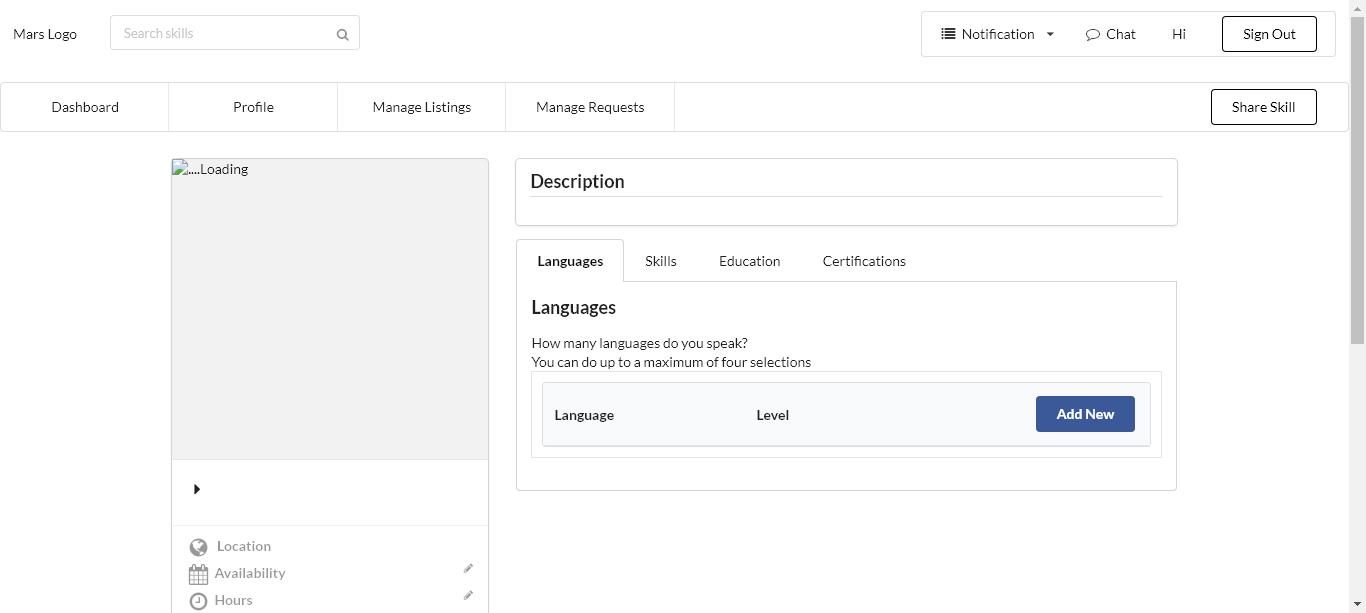 Mars Logo Search skills Notification Chat Hi Sign Out
Dashboard Profile Manage Listings Manage Requests Share Skill
....Loading
Description
Languages Skills Education Certifications
Languages
How many languages do you speak?
You can do up to a maximum of four selections
Language Level Add New
Location
Availability
Hours